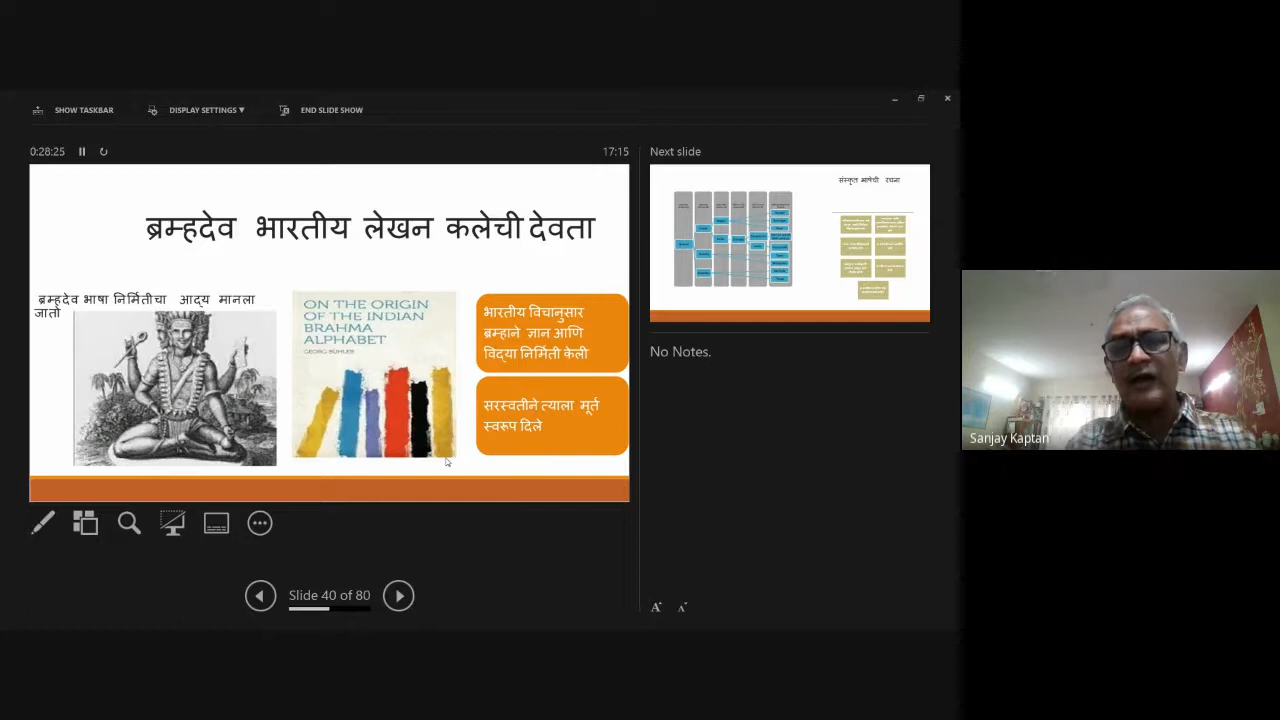 SHOW TASKBAR
DISPLAY SETTINGS ▼
END SLIDE SHOW
0:28:25
17:15
Next slide
ब्रम्हदेव भारतीय लेखन कलेची देवता
ब्रम्हदेव भाषा निर्मितीचा आद्य मानला
जातो
ON THE ORIGIN
OF THE INDIAN
BRAHMA
ALPHABET
GEORG BÜHLER
भारतीय विचानुसार
ब्रम्हाने ज्ञान आणि
विद्या निर्मिती केली
सरस्वतीने त्याला मूर्त
स्वरूप दिले
संस्कृत भाषेची रचना
No Notes.
Sanjay Kaptan
Slide 40 of 80